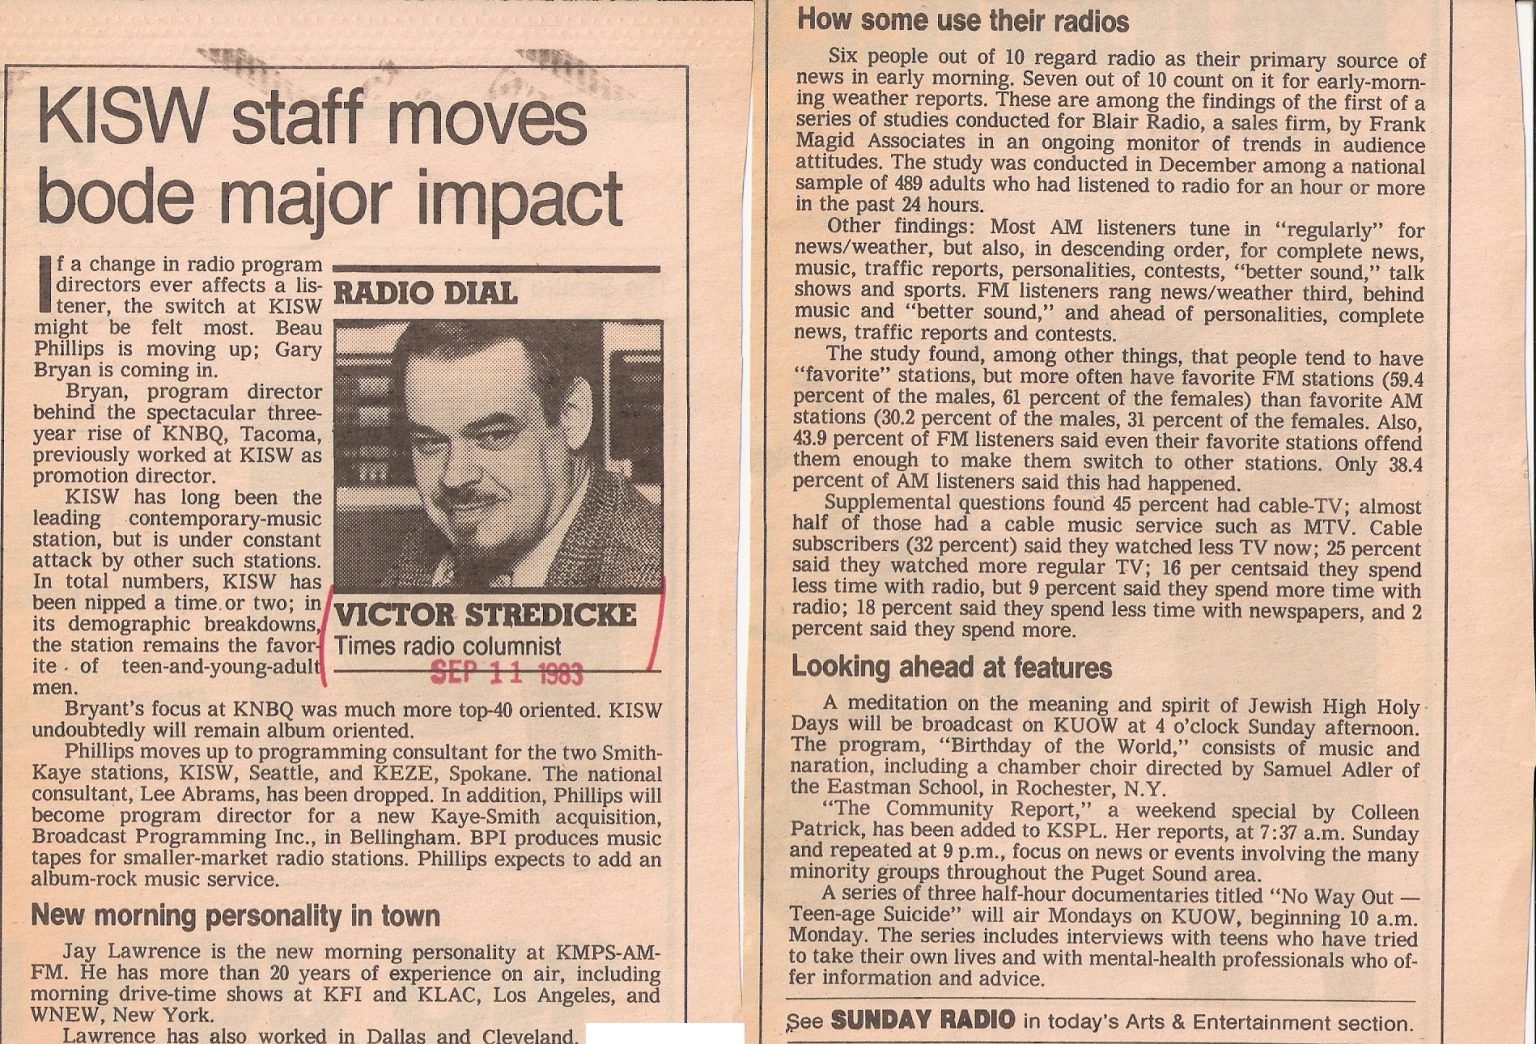 KISW staff moves
bode major impact
If a change in radio program
directors ever affects a lis-
tener, the switch at KISW
might be felt most. Beau
Phillips is moving up; Gary
Bryan is coming in.
Bryan, program director
behind the spectacular three-
year rise of KNBQ, Tacoma,
previously worked at KISW as
promotion director.
KISW has long been the
leading contemporary-music
station, but is under constant
attack by other such stations.
In total numbers, KISW has
been nipped a time or two; in
its demographic breakdowns,
the station remains the favor-
ite of teen-and-young-adult
men.
RADIO DIAL
VICTOR STREDICKE
Times radio columnist
SEP 11 1983
Bryant's focus at KNBQ was much more top-40 oriented. KISW
undoubtedly will remain album oriented.
Phillips moves up to programming consultant for the two Smith-
Kaye stations, KISW, Seattle, and KEZE, Spokane. The national
consultant, Lee Abrams, has been dropped. In addition, Phillips will
become program director for a new Kaye-Smith acquisition,
Broadcast Programming Inc., in Bellingham. BPI produces music
tapes for smaller-market radio stations. Phillips expects to add an
album-rock music service.
New morning personality in town
Jay Lawrence is the new morning personality at KMPS-AM-
FM. He has more than 20 years of experience on air, including
morning drive-time shows at KFI and KLAC, Los Angeles, and
WNEW, New York.
Lawrence has also worked in Dallas and Cleveland.
How some use their radios
Six people out of 10 regard radio as their primary source of
news in early morning. Seven out of 10 count on it for early-morn-
ing weather reports. These are among the findings of the first of a
series of studies conducted for Blair Radio, a sales firm, by Frank
Magid Associates in an ongoing monitor of trends in audience
attitudes. The study was conducted in December among a national
sample of 489 adults who had listened to radio for an hour or more
in the past 24 hours.
Other findings: Most AM listeners tune in "regularly" for
news/weather, but also, in descending order, for complete news,
music, traffic reports, personalities, contests, "better sound," talk
shows and sports. FM listeners rang news/weather third, behind
music and "better sound," and ahead of personalities, complete
news, traffic reports and contests.
The study found, among other things, that people tend to have
"favorite" stations, but more often have favorite FM stations (59.4
percent of the males, 61 percent of the females) than favorite AM
stations (30.2 percent of the males, 31 percent of the females. Also,
43.9 percent of FM listeners said even their favorite stations offend
them enough to make them switch to other stations. Only 38.4
percent of AM listeners said this had happened.
Supplemental questions found 45 percent had cable-TV; almost
half of those had a cable music service such as MTV. Cable
subscribers (32 percent) said they watched less TV now; 25 percent
said they watched more regular TV; 16 per centsaid they spend
less time with radio, but 9 percent said they spend more time with
radio; 18 percent said they spend less time with newspapers, and 2
percent said they spend more.
Looking ahead at features
A meditation on the meaning and spirit of Jewish High Holy
Days will be broadcast on KUOW at 4 o'clock Sunday afternoon.
The program, "Birthday of the World," consists of music and
naration, including a chamber choir directed by Samuel Adler of
the Eastman School, in Rochester, N.Y.
"The Community Report," a weekend special by Colleen
Patrick, has been added to KSPL. Her reports, at 7:37 a.m. Sunday
and repeated at 9 p.m., focus on news or events involving the many
minority groups throughout the Puget Sound area.
A series of three half-hour documentaries titled "No Way Out —
Teen-age Suicide" will air Mondays on KUOW, beginning 10 a.m.
Monday. The series includes interviews with teens who have tried
to take their own lives and with mental-health professionals who of-
fer information and advice.
See SUNDAY RADIO in today's Arts & Entertainment section.